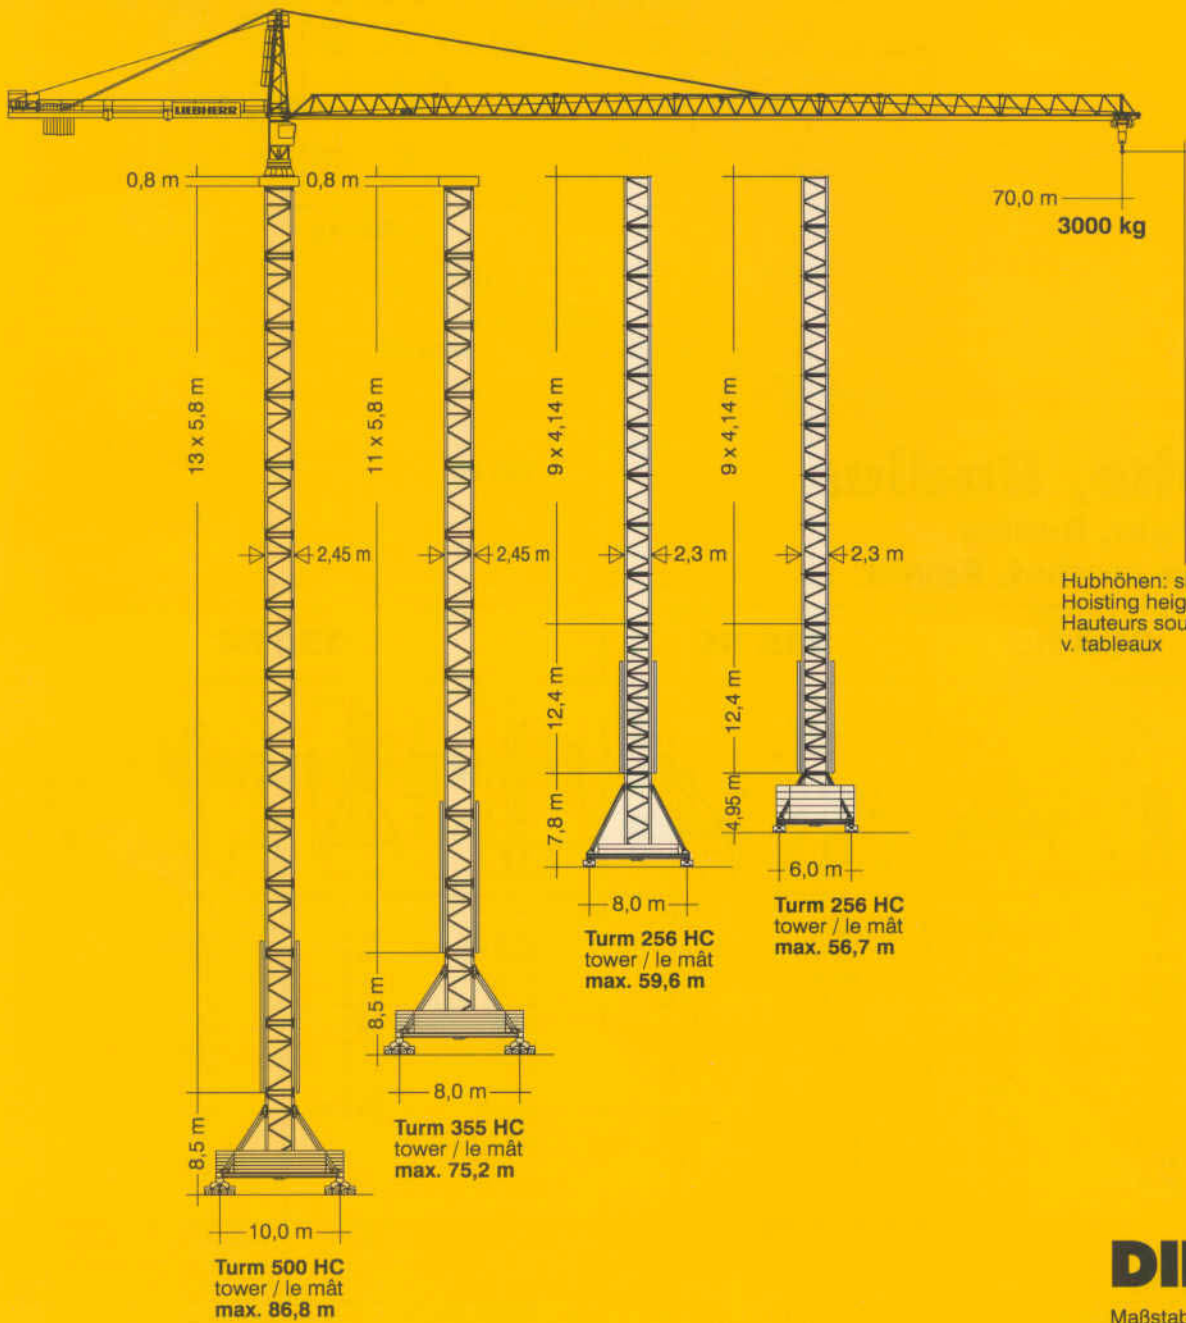 LIEBHERR
0,8 m
0,8 m
70,0 m
3000 kg
13 x 5,8 m
11 x 5,8 m
9 x 4,14 m
9 x 4,14 m
2,45 m
2,45 m
2,3 m
2,3 m
Hubhöhen: s
Hoisting heig
Hauteurs sou
v. tableaux
12,4 m
12,4 m
7,8 m
4,95 m
6,0 m
Turm 256 HC
tower / le mât
max. 56,7 m
8,0 m
Turm 256 HC
tower / le mât
max. 59,6 m
8,5 m
8,0 m
Turm 355 HC
tower / le mât
max. 75,2 m
8,5 m
10,0 m
Turm 500 HC
tower / le mât
max. 86,8 m
DI
Maßstab